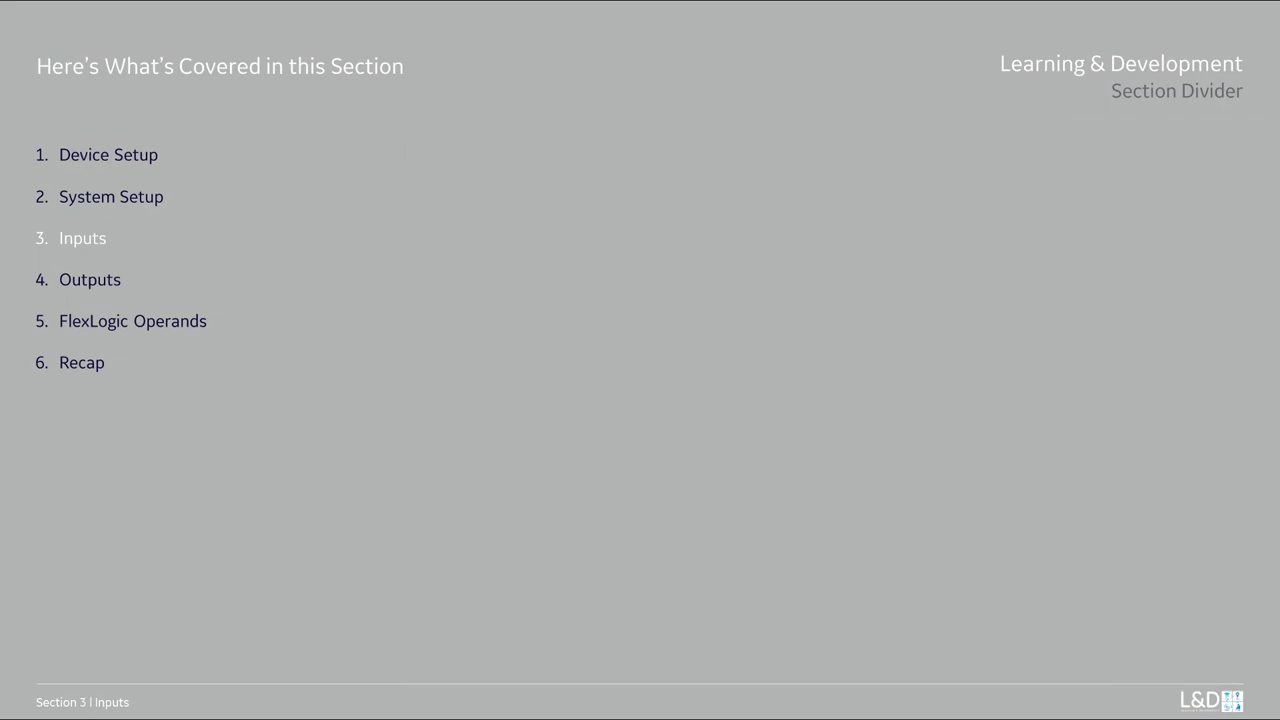 Here's What's Covered in this Section
Learning & Development
Section Divider
1. Device Setup
2. System Setup
3. Inputs
4. Outputs
5. FlexLogic Operands
6. Recap
Section 3 | Inputs
L&D